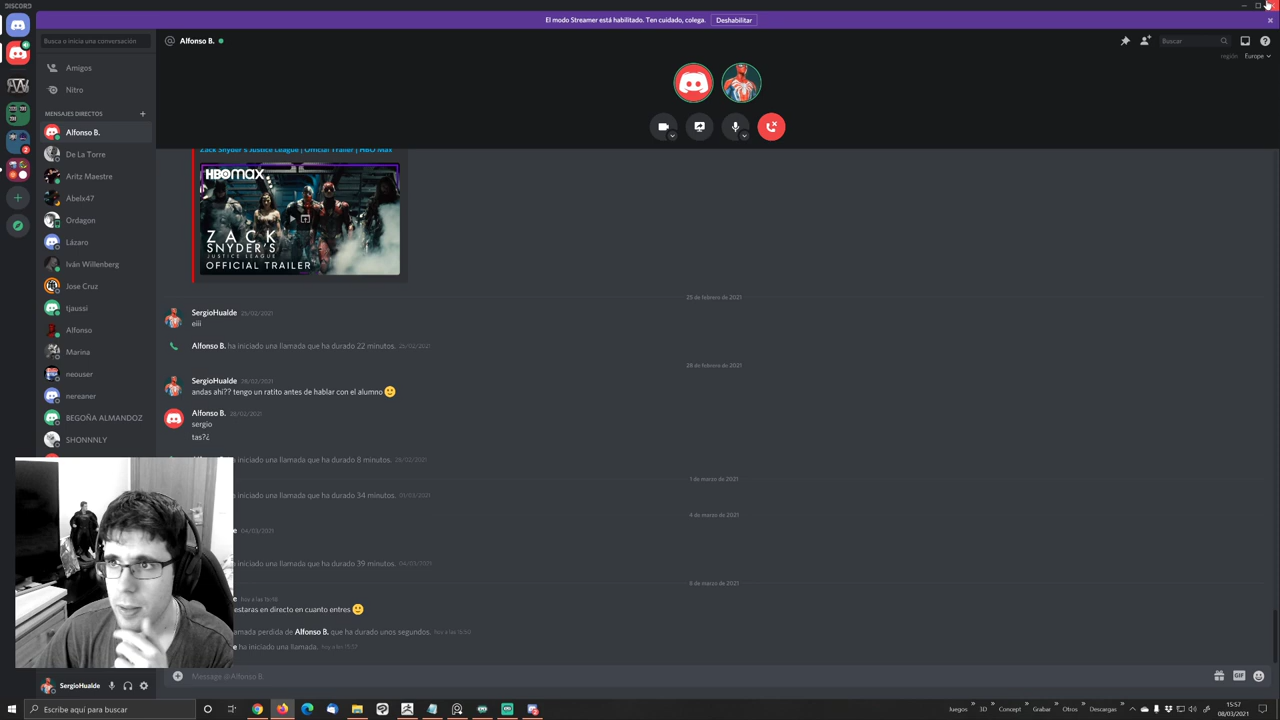 DISCORD
El modo Streamer está habilitado. Ten cuidado, colega. Deshabilitar
Busca o inicia una conversación
Alfonso B.
Buscar
región Europe
Amigos
Nitro
MENSAJES DIRECTOS
Alfonso B.
De La Torre
Aritz Maestre
Abelx47
Ordagon
Lázaro
Iván Willenberg
Jose Cruz
tjaussi
Alfonso
Marina
neouser
nereaner
BEGOÑA ALMANDOZ
SHONNNLY
SergioHualde
Zack Snyder's Justice League | Official Trailer | HBO Max
HBOMAX
ZACK
SNYDER'S
JUSTICE LEAGUE
OFFICIAL TRAILER
25 de febrero de 2021
SergioHualde 25/02/2021
eiii
Alfonso B. ha iniciado una llamada que ha durado 22 minutos. 25/02/2021
28 de febrero de 2021
SergioHualde 28/02/2021
andas ahi?? tengo un ratito antes de hablar con el alumno
Alfonso B. 28/02/2021
sergio
tas?¿
a iniciado una llamada que ha durado 8 minutos. 28/02/2021
1 de marzo de 2021
a iniciado una llamada que ha durado 34 minutos. 01/03/2021
4 de marzo de 2021
e 04/03/2021
a iniciado una llamada que ha durado 39 minutos. 04/03/2021
8 de marzo de 2021
e hoy a las
estaras en directo en cuanto entres
amada perdida de Alfonso B. que ha durado unos segundos. hoy a las
e ha iniciado una llamada. hoy a las 15:57
Message @Alfonso B.
GIF
Escribe aquí para buscar
Juegos
3D
Concept
Grabar
Otros
Descargas
15:57
08/03/2021